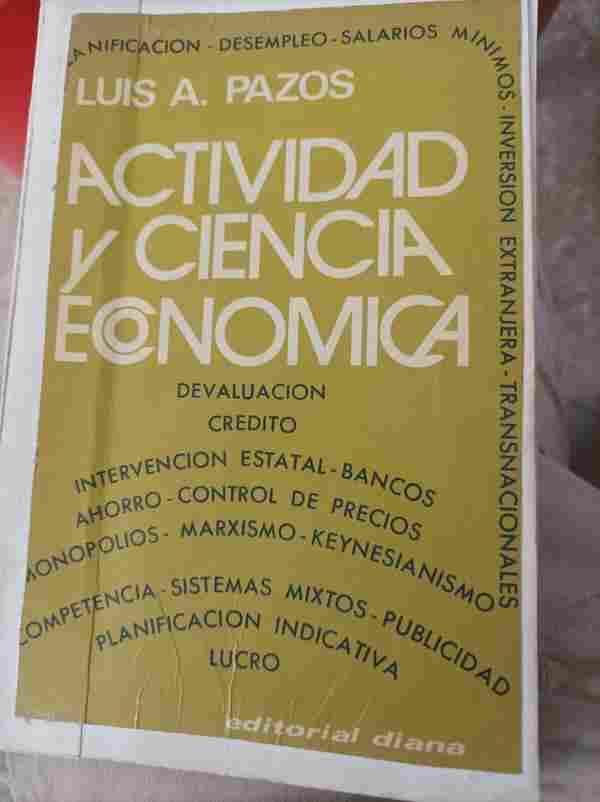 PLANIFICACION - DESEMPLEO - SALARIOS MINIMOS - INVERSION EXTRANJERA - TRANSNACIONALES
LUIS A. PAZOS
ACTIVIDAD
y CIENCIA
ECONOMICA
DEVALUACION
CREDITO
INTERVENCION ESTATAL - BANCOS
AHORRO - CONTROL DE PRECIOS
MONOPOLIOS - MARXISMO - KEYNESIANISMO
COMPETENCIA - SISTEMAS MIXTOS - PUBLICIDAD
PLANIFICACION INDICATIVA
LUCRO
editorial diana